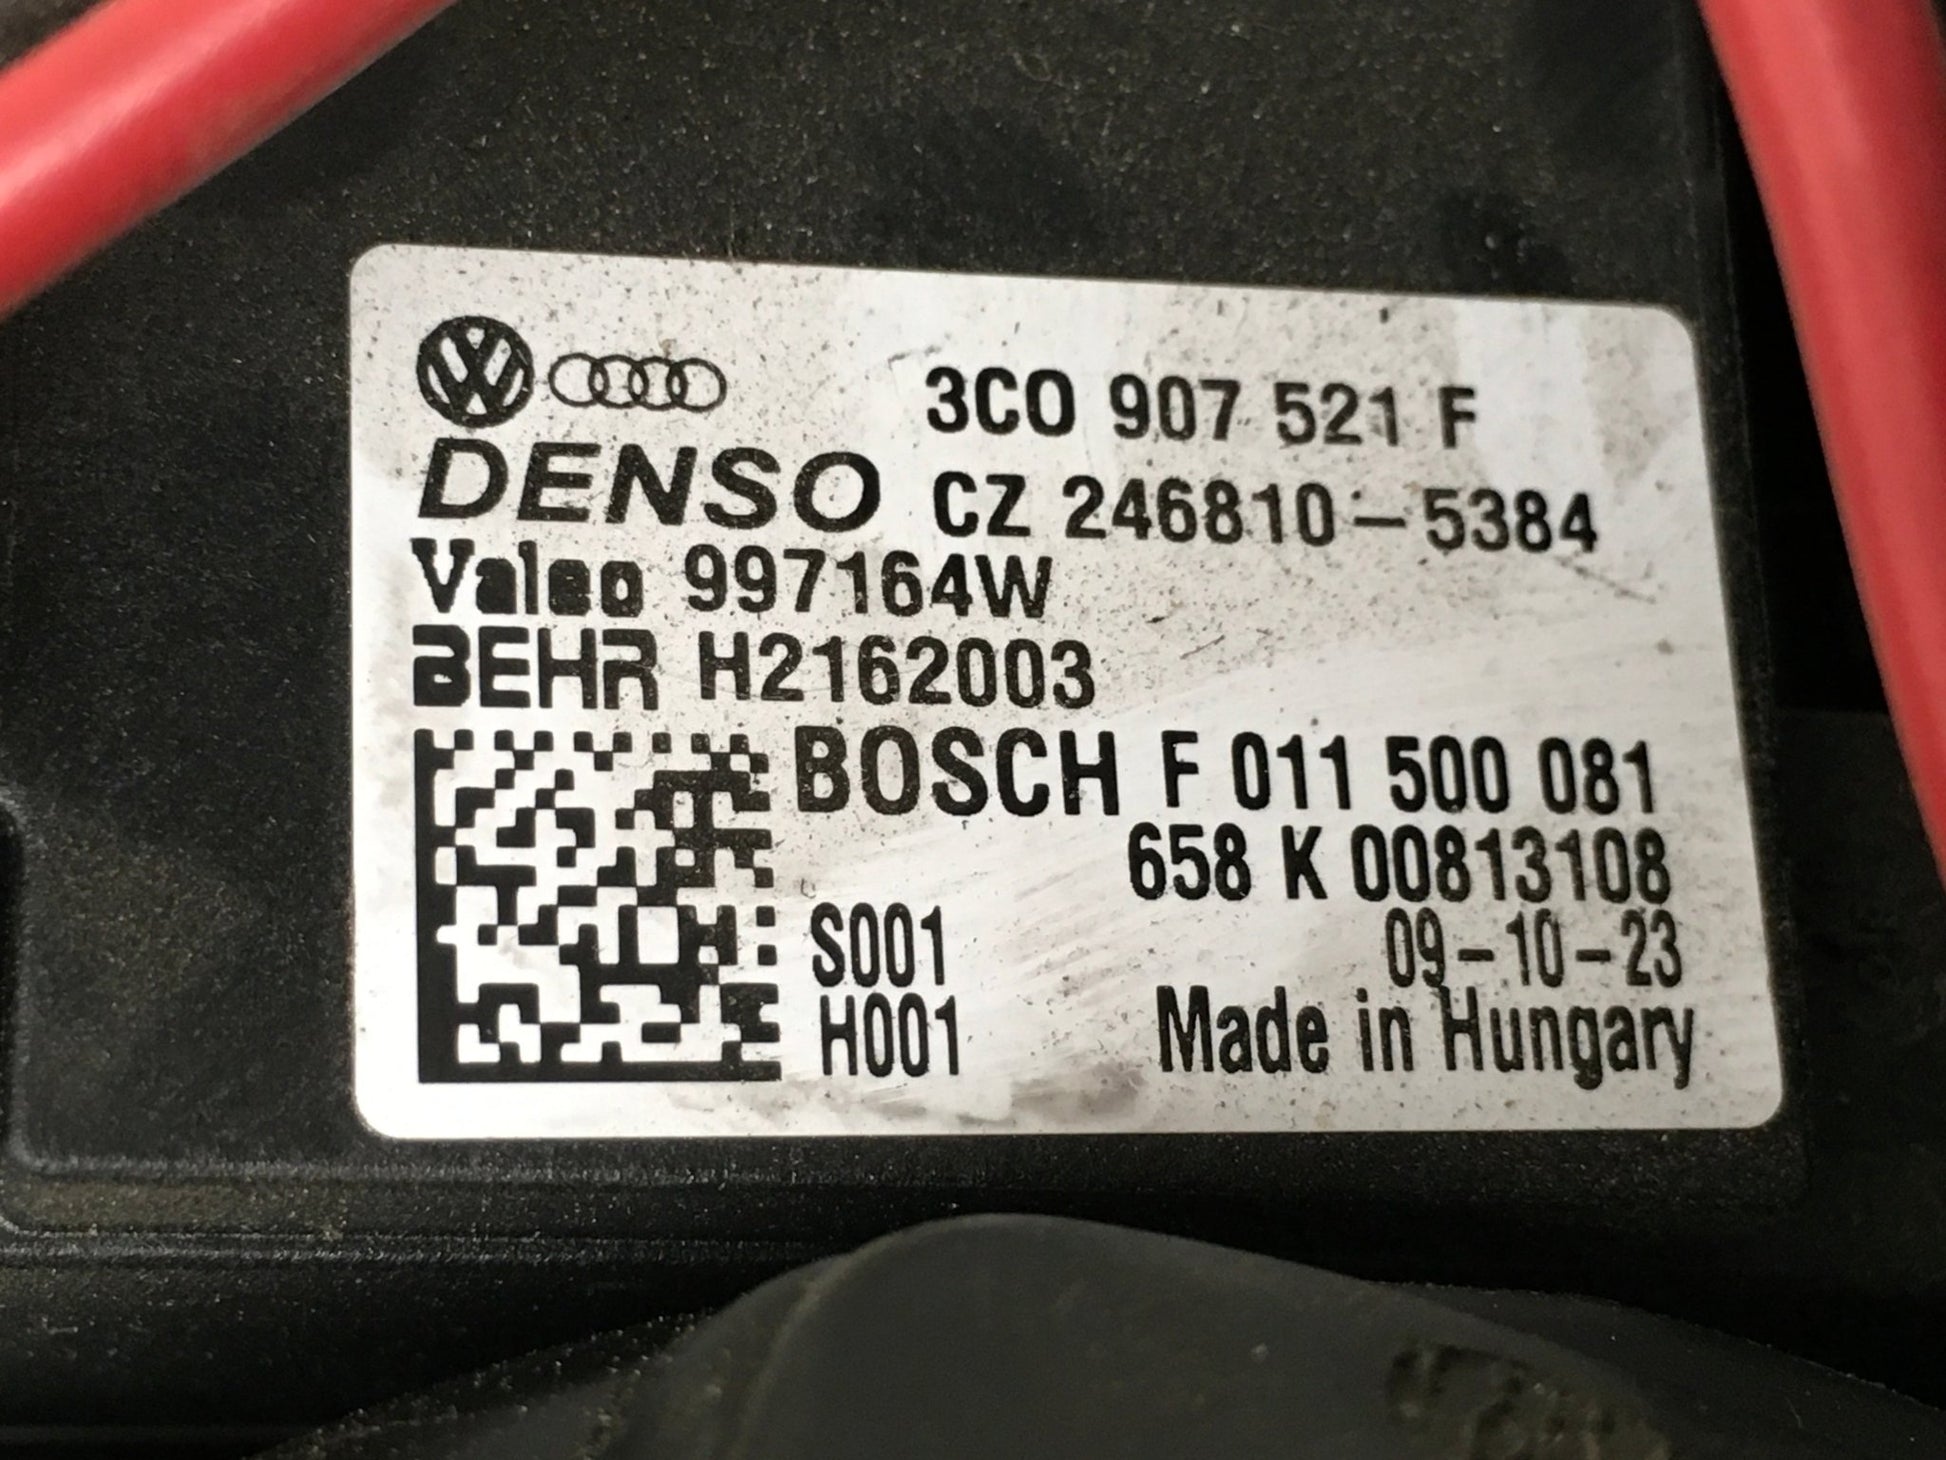 3C0 907 521 F
DENSO CZ 246810-5384
Valeo 997164W
BEHR H2162003
BOSCH F 011 500 081
658 K 00813108
S001 09-10-23
H001 Made in Hungary